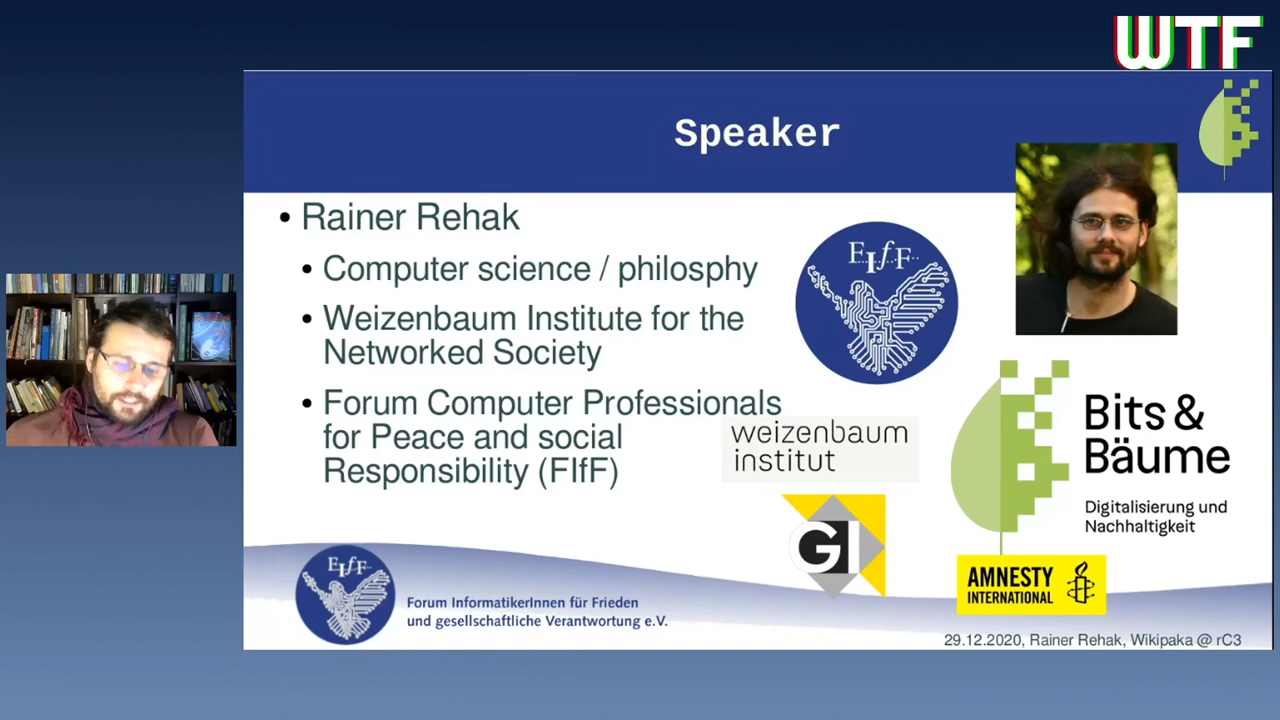 WTF
Speaker
• Rainer Rehak
• Computer science / philosphy
• Weizenbaum Institute for the
Networked Society
• Forum Computer Professionals
for Peace and social
Responsibility (FIfF)
FIfF
weizenbaum
institut
Bits &
Bäume
Digitalisierung und
Nachhaltigkeit
GI
AMNESTY
INTERNATIONAL
FIfF
Forum InformatikerInnen für Frieden
und gesellschaftliche Verantwortung e.V.
29.12.2020, Rainer Rehak, Wikipaka @ rC3